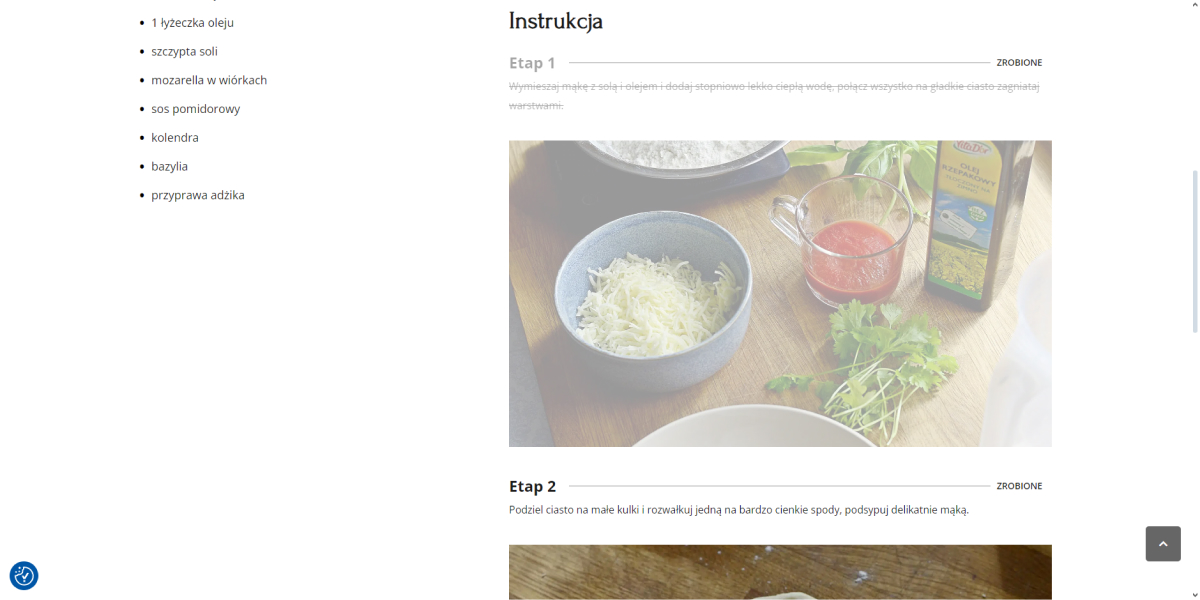 1 łyżeczka oleju
szczypta soli
mozarella w wiórkach
sos pomidorowy
kolendra
bazylia
przyprawa adżika
Instrukcja
Etap 1
ZROBIONE
Wymieszaj mąkę z solą i olejem i dodaj stopniowo lekko ciepłą wodę, połącz wszystko na gładkie ciasto zagniataj
warstwami.
OLEJ
RZEPAKOWY
Etap 2
ZROBIONE
Podziel ciasto na małe kulki i rozwałkuj jedną na bardzo cienkie spody, podsypuj delikatnie mąką.